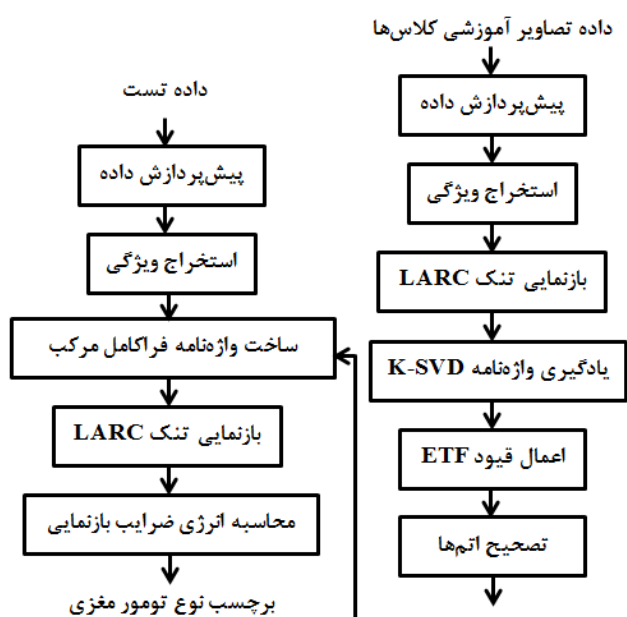 داده تصاویر آموزشی کلاس‌ها
پیش‌پردازش داده
استخراج ویژگی
بازنمایی تنک LARC
یادگیری واژه‌نامه K-SVD
اعمال قیود ETF
تصحیح اتم‌ها
داده تست
پیش‌پردازش داده
استخراج ویژگی
ساخت واژه‌نامه فراکامل مرکب
بازنمایی تنک LARC
محاسبه انرژی ضرایب بازنمایی
برچسب نوع تومور مغزی